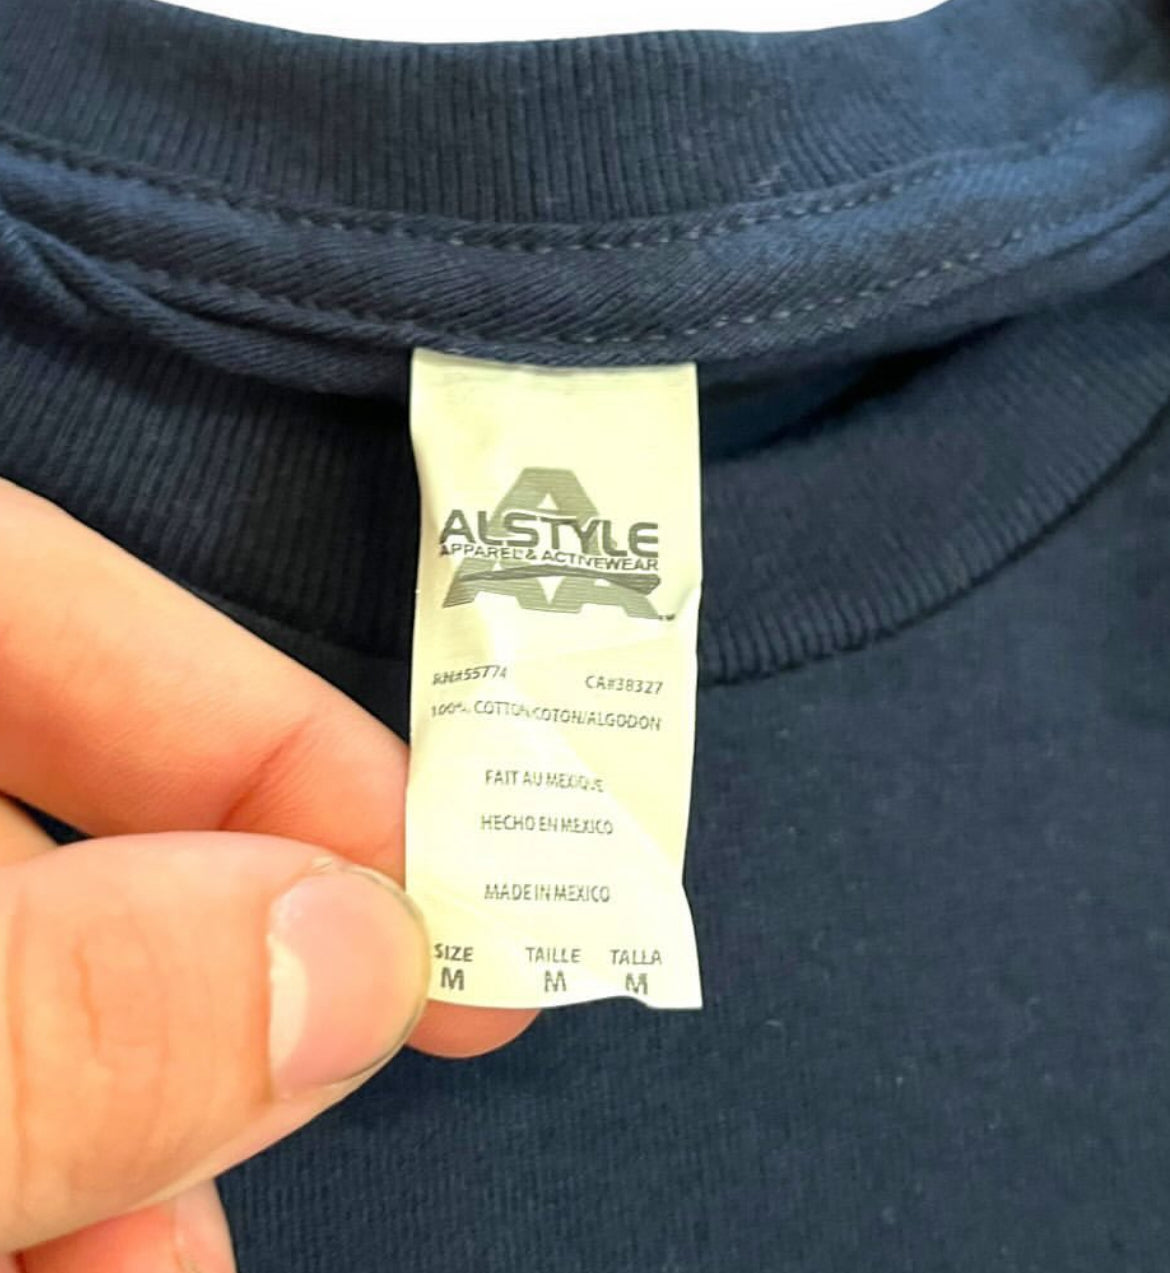 ALSTYLE
APPAREL & ACTIVEWEAR
AAA
RN#55774 CA#38327
100% COTTON/COTON/ALGODON
FAIT AU MEXIQUE
HECHO EN MEXICO
MADE IN MEXICO
SIZE TAILLE TALLA
M M M